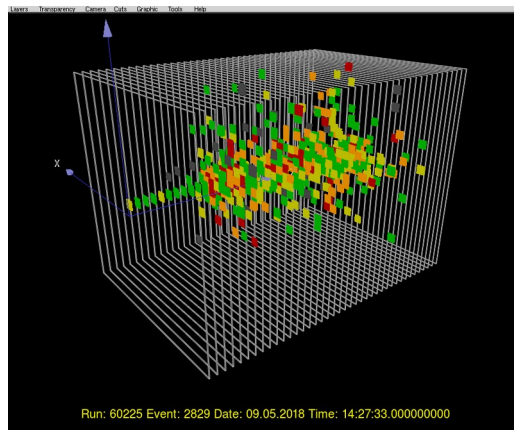 Layers Transparency Camera Cuts Graphic Tools Help
X
Run: 60225 Event: 2829 Date: 09.05.2018 Time: 14:27:33.000000000